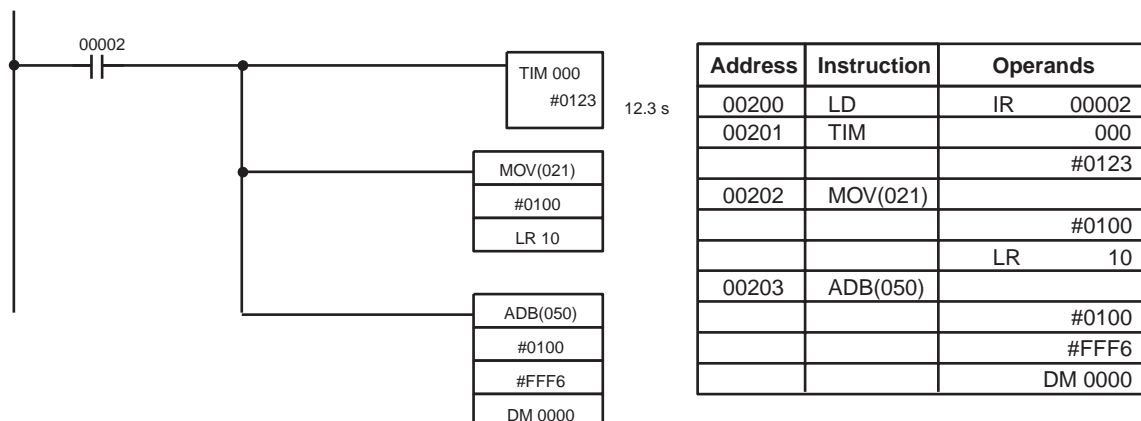 00002
TIM 000
#0123
12.3 s
MOV(021)
#0100
LR 10
ADB(050)
#0100
#FFF6
DM 0000
Address Instruction Operands
00200 LD IR 00002
00201 TIM 000
#0123
00202 MOV(021)
#0100
LR 10
00203 ADB(050)
#0100
#FFF6
DM 0000